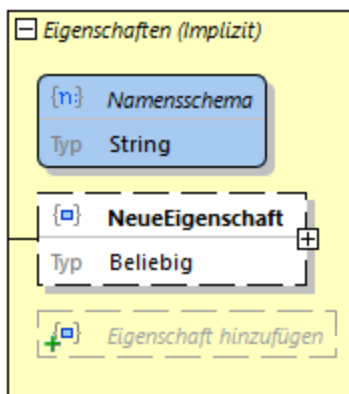 Eigenschaften (Implizit)
{n:} Namensschema
Typ String
NeueEigenschaft
Typ Beliebig
Eigenschaft hinzufügen